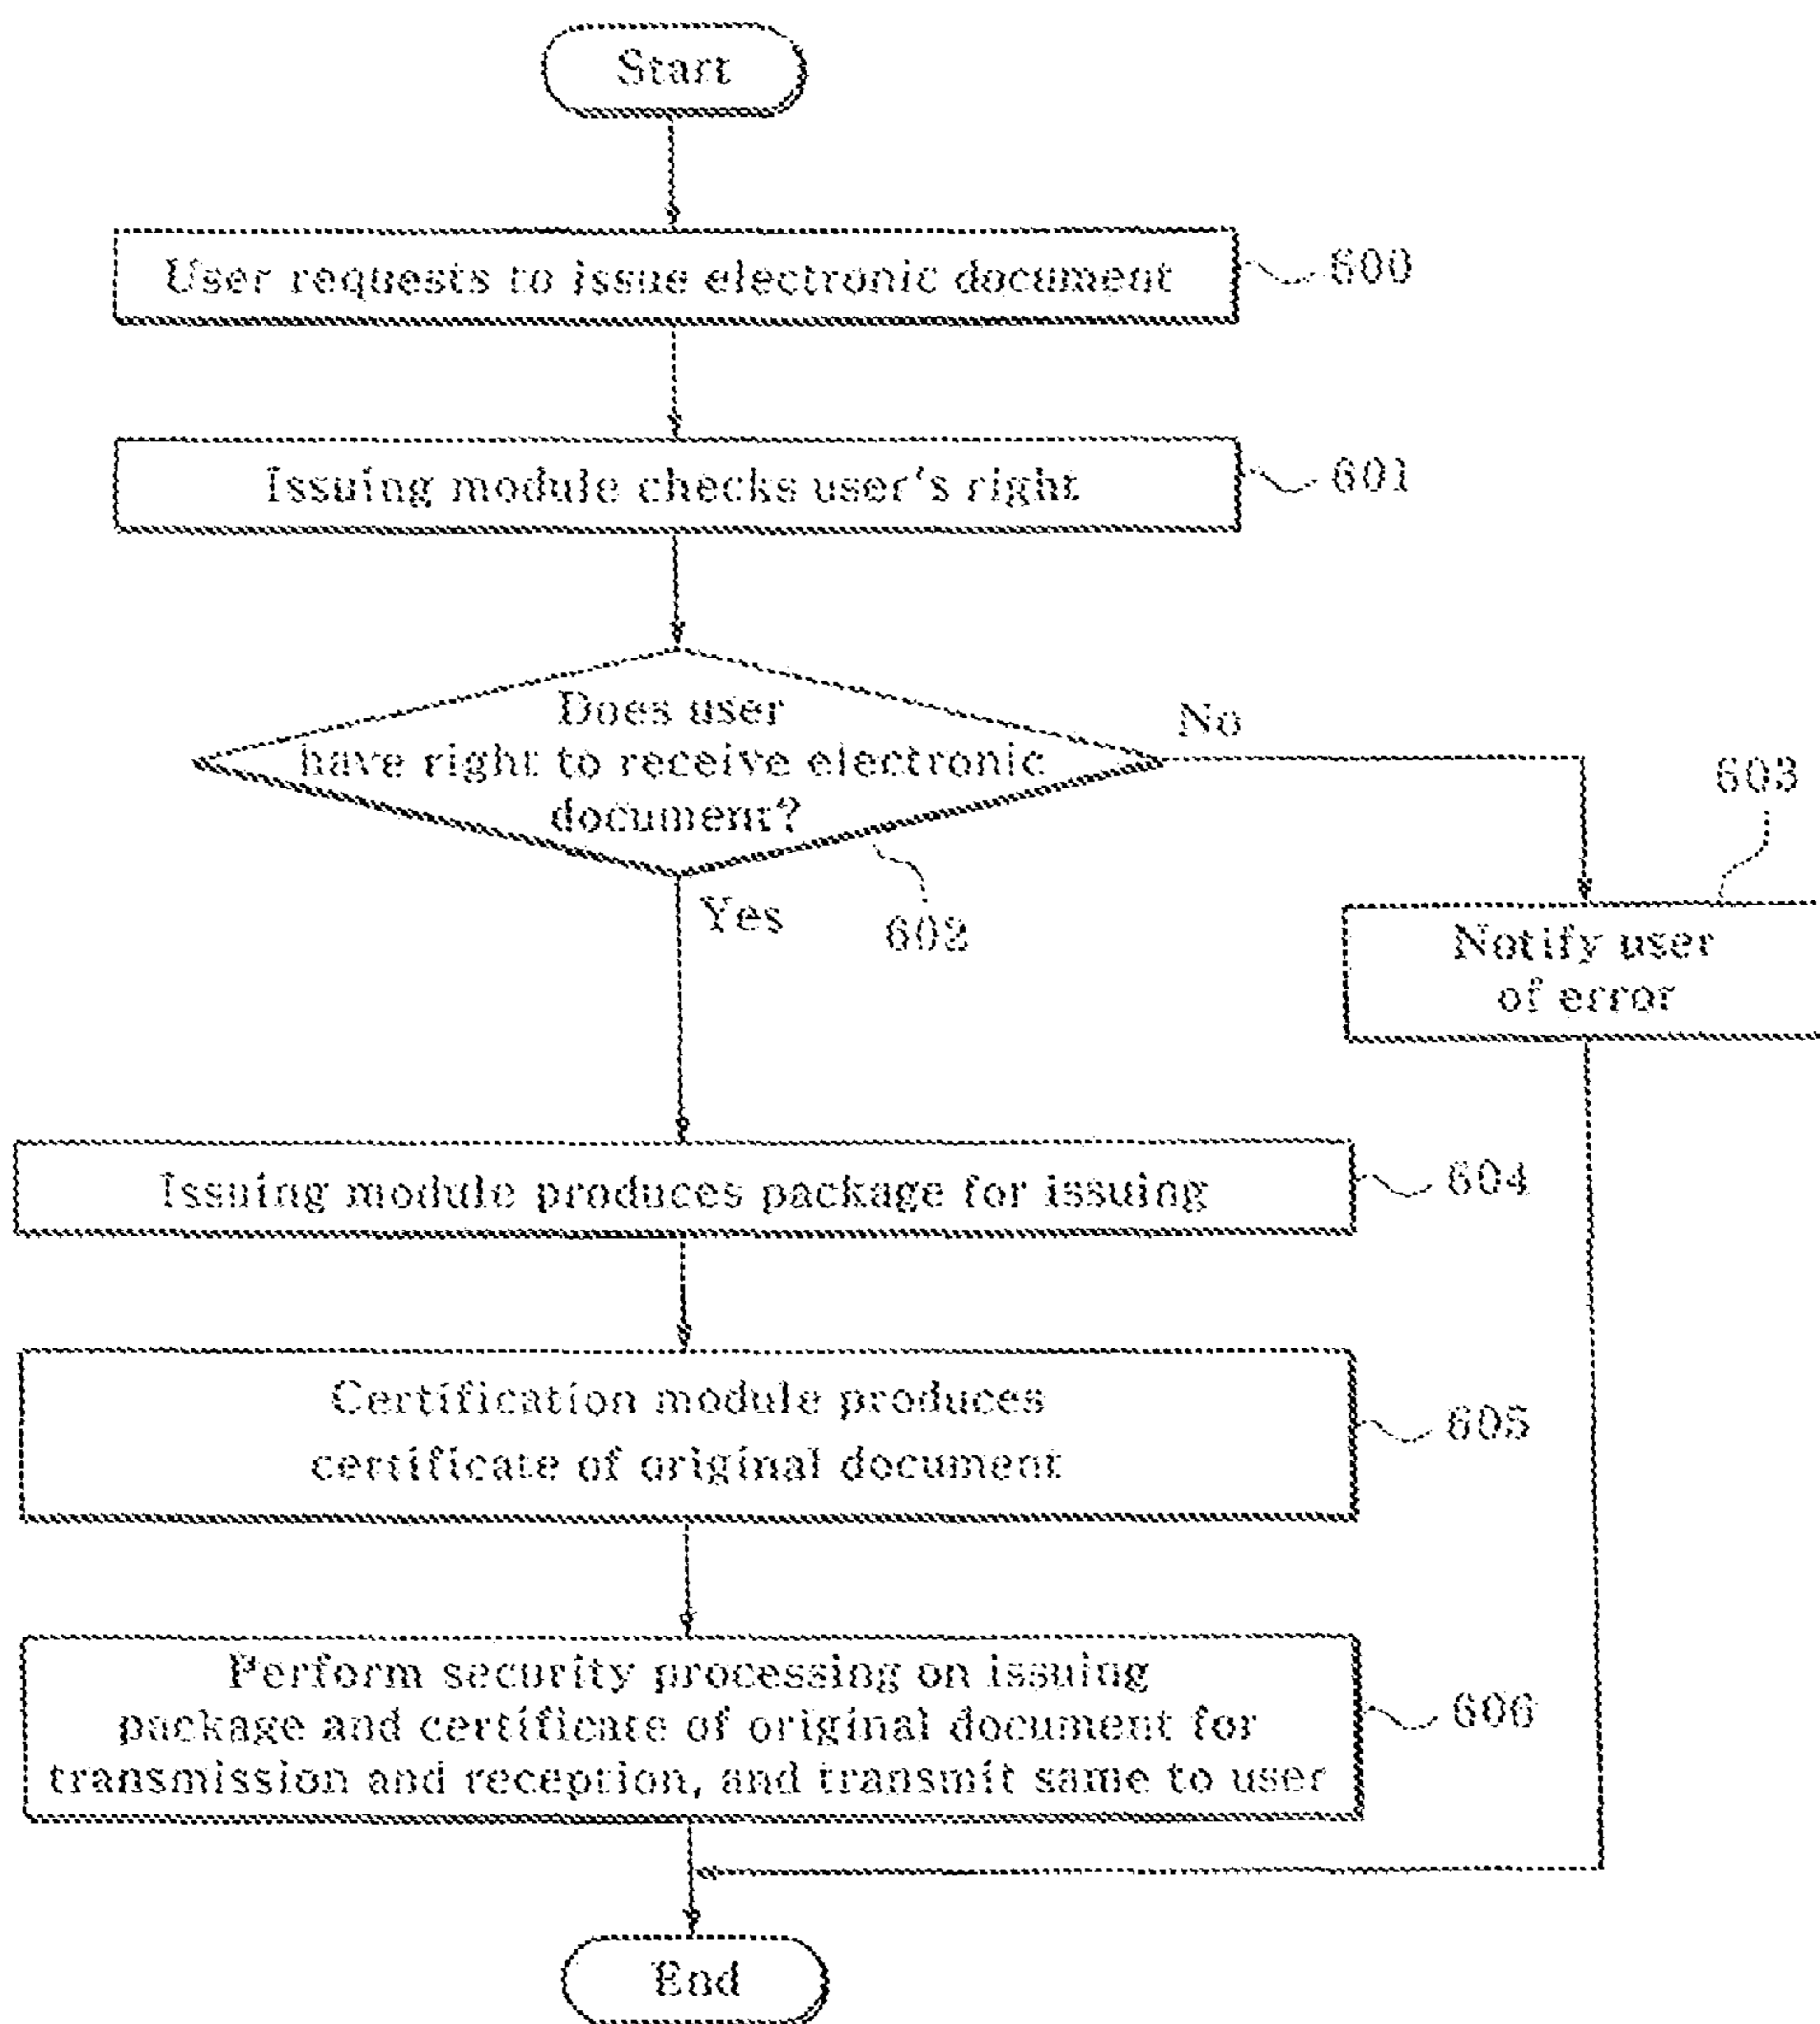 Start
User requests to issue electronic document
600
Issuing module checks user's right
601
Does user
have right to receive electronic
document?
No
Yes
602
603
Notify user
of error
Issuing module produces package for issuing
604
Certification module produces
certificate of original document
605
Perform security processing on issuing
package and certificate of original document for
transmission and reception, and transmit same to user
606
End